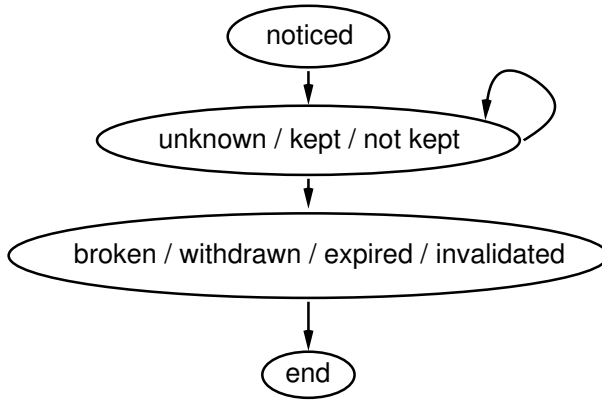 noticed
unknown / kept / not kept
broken / withdrawn / expired / invalidated
end